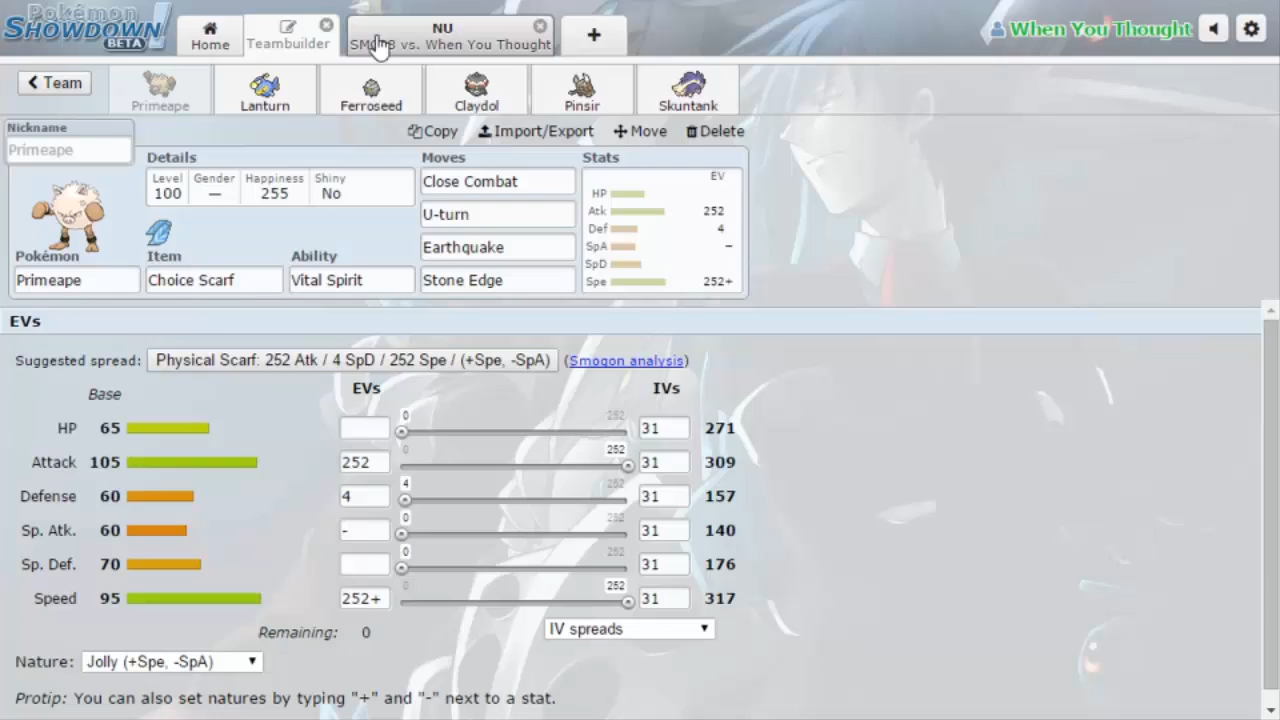 Pokémon
SHOWDOWN!
BETA
Home
Teambuilder
NU
vs. When You Thought
+
When You Thought
Team
Primeape
Lanturn
Ferroseed
Claydol
Pinsir
Skuntank
Nickname
Primeape
Copy
Import/Export
Move
Delete
Details
Level Gender Happiness Shiny
100 — 255 No
Pokémon
Primeape
Item
Choice Scarf
Ability
Vital Spirit
Moves
Close Combat
U-turn
Earthquake
Stone Edge
Stats
EV
HP
Atk 252
Def 4
SpA –
SpD
Spe 252+
EVs
Suggested spread: Physical Scarf: 252 Atk / 4 SpD / 252 Spe / (+Spe, -SpA) (Smogon analysis)
Base EVs IVs
HP 65 0 252 31 271
Attack 105 252 0 252 31 309
Defense 60 4 4 252 31 157
Sp. Atk. 60 - 0 252 31 140
Sp. Def. 70 0 252 31 176
Speed 95 252+ 0 252 31 317
Remaining: 0 IV spreads
Nature: Jolly (+Spe, -SpA)
Protip: You can also set natures by typing "+" and "-" next to a stat.